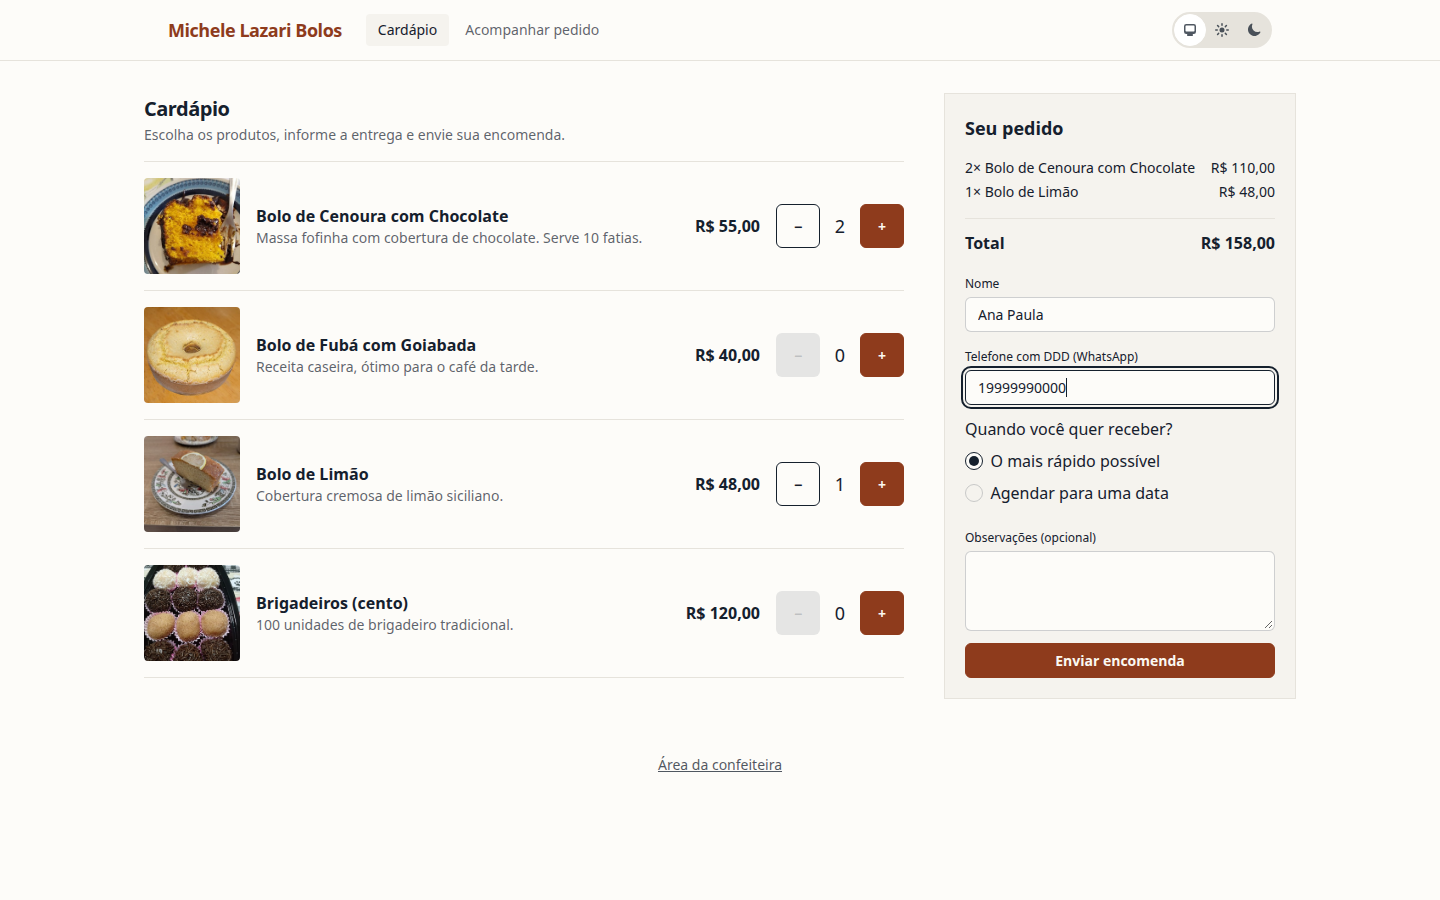 Michele Lazari Bolos
Cardápio
Acompanhar pedido
Cardápio
Escolha os produtos, informe a entrega e envie sua encomenda.
Bolo de Cenoura com Chocolate
Massa fofinha com cobertura de chocolate. Serve 10 fatias.
R$ 55,00
−
2
+
Bolo de Fubá com Goiabada
Receita caseira, ótimo para o café da tarde.
R$ 40,00
−
0
+
Bolo de Limão
Cobertura cremosa de limão siciliano.
R$ 48,00
−
1
+
Brigadeiros (cento)
100 unidades de brigadeiro tradicional.
R$ 120,00
−
0
+
Seu pedido
2× Bolo de Cenoura com Chocolate R$ 110,00
1× Bolo de Limão R$ 48,00
Total R$ 158,00
Nome
Ana Paula
Telefone com DDD (WhatsApp)
19999990000
Quando você quer receber?
O mais rápido possível
Agendar para uma data
Observações (opcional)
Enviar encomenda
Área da confeiteira